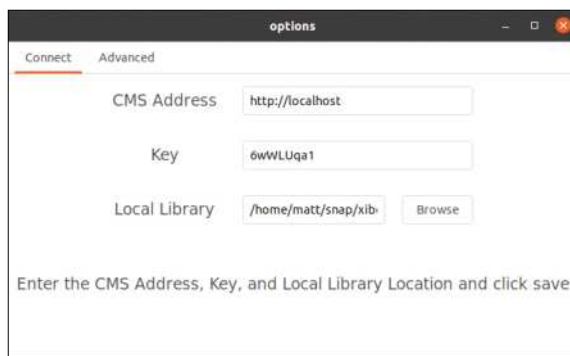 options
Connect Advanced
CMS Address http://localhost
Key 6wWLUqa1
Local Library /home/matt/snap/xib Browse
Enter the CMS Address, Key, and Local Library Location and click save